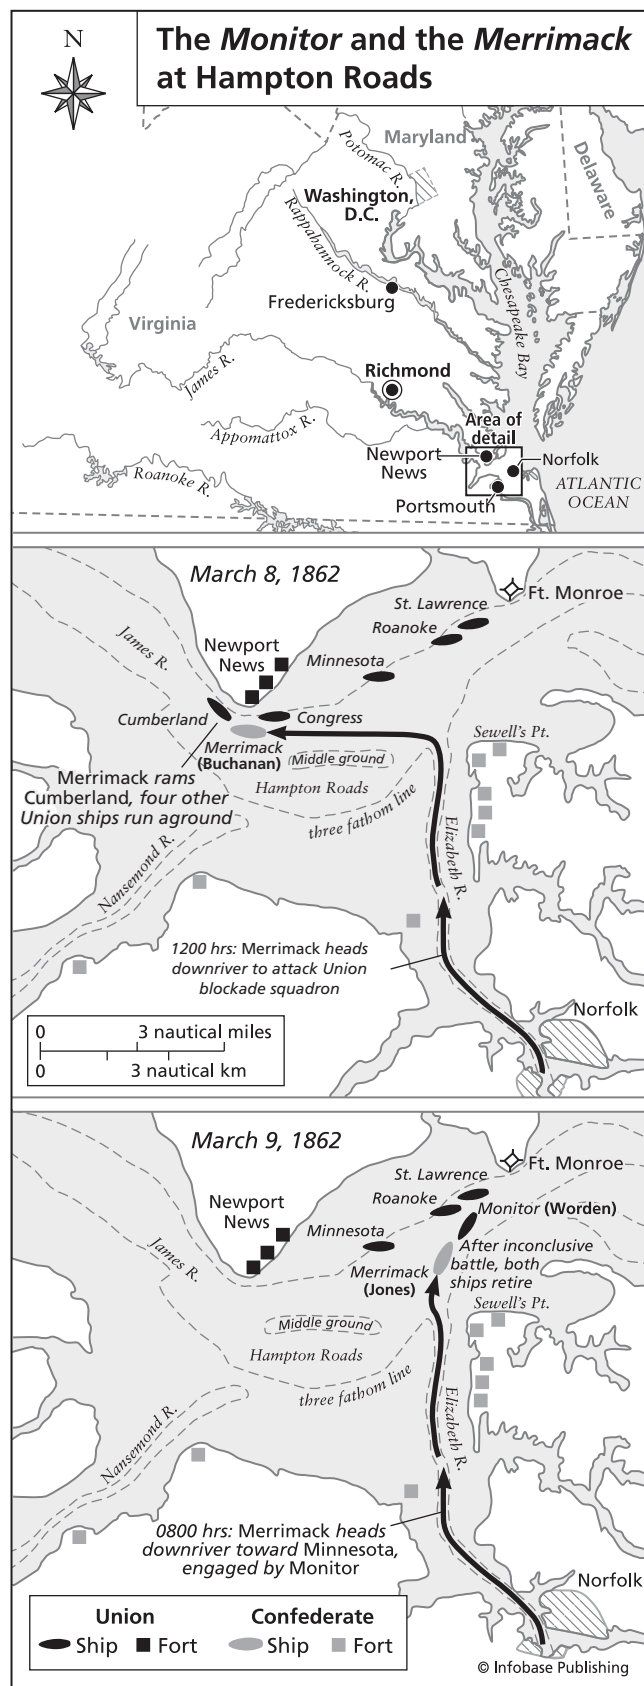 N
The Monitor and the Merrimack
at Hampton Roads
Maryland
Delaware
Potomac R.
Washington,
D.C.
Rappahannock R.
Fredericksburg
Chesapeake Bay
Virginia
James R.
Richmond
Appomattox R.
Area of
detail
Newport
News
Norfolk
Roanoke R.
Portsmouth
ATLANTIC
OCEAN
March 8, 1862
Ft. Monroe
St. Lawrence
Roanoke
James R.
Newport
News
Minnesota
Cumberland
Congress
Merrimack
(Buchanan)
Sewell's Pt.
Middle ground
Merrimack rams
Cumberland, four other
Union ships run aground
Hampton Roads
three fathom line
Elizabeth R.
Nansemond R.
1200 hrs: Merrimack heads
downriver to attack Union
blockade squadron
Norfolk
0 3 nautical miles
0 3 nautical km
March 9, 1862
Ft. Monroe
St. Lawrence
Roanoke
Monitor (Worden)
Newport
News
Minnesota
James R.
Merrimack
(Jones)
After inconclusive
battle, both
ships retire
Sewell's Pt.
Middle ground
Hampton Roads
three fathom line
Elizabeth R.
Nansemond R.
0800 hrs: Merrimack heads
downriver toward Minnesota,
engaged by Monitor
Norfolk
Union Confederate
Ship Fort Ship Fort
© Infobase Publishing